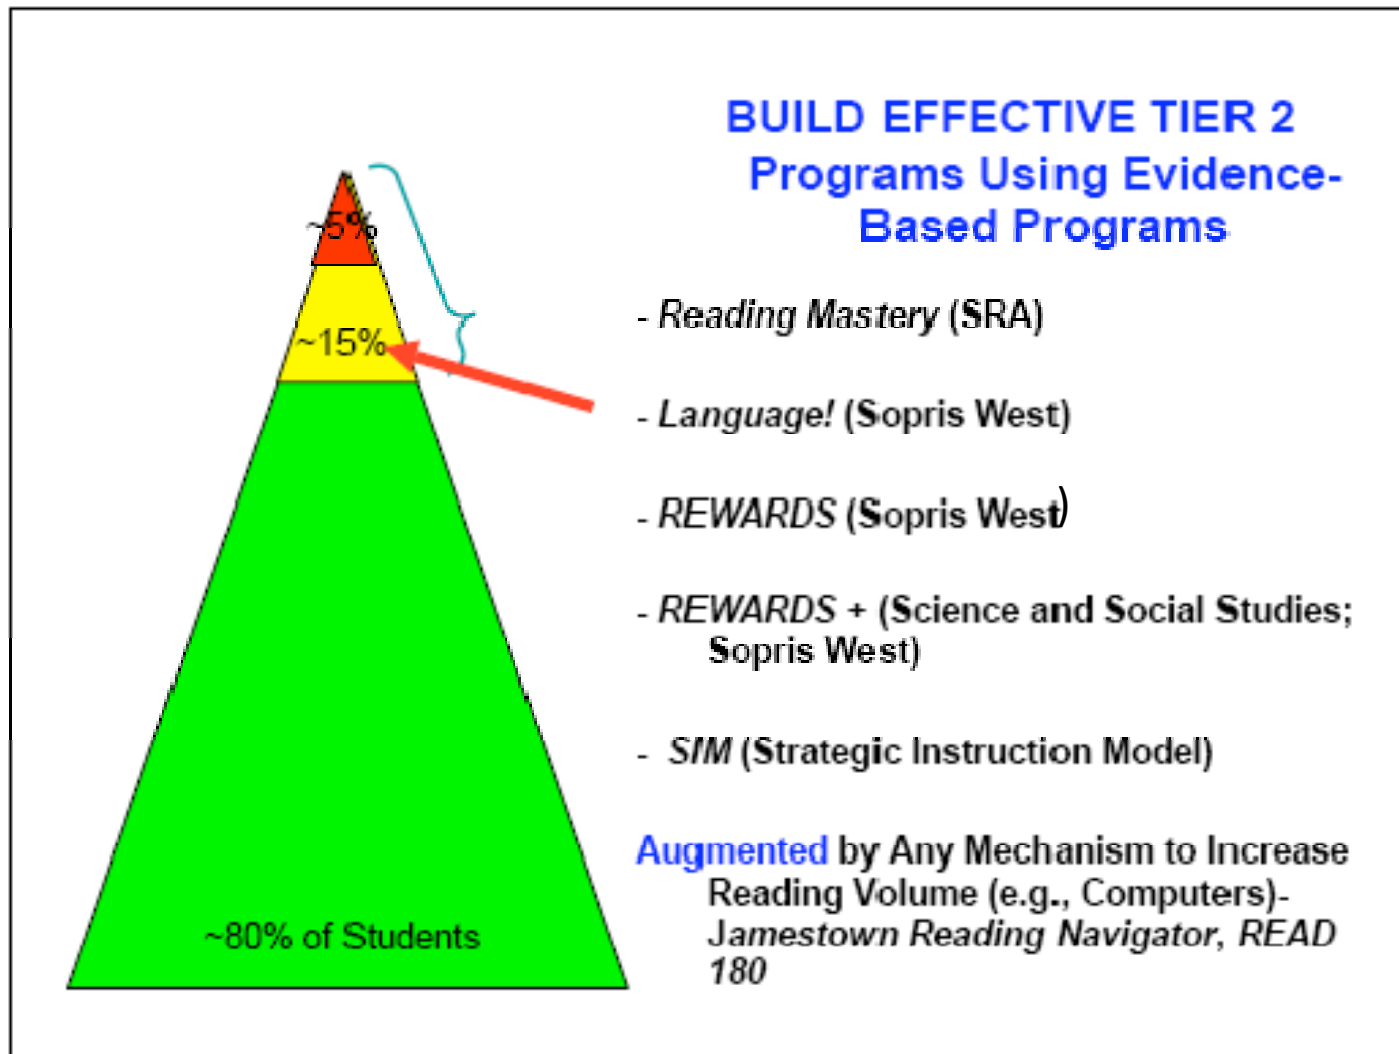 BUILD EFFECTIVE TIER 2
Programs Using Evidence-
Based Programs
~5%
~15%
~80% of Students
- Reading Mastery (SRA)
- Language! (Sopris West)
- REWARDS (Sopris West)
- REWARDS + (Science and Social Studies;
Sopris West)
- SIM (Strategic Instruction Model)
Augmented by Any Mechanism to Increase
Reading Volume (e.g., Computers)-
Jamestown Reading Navigator, READ
180